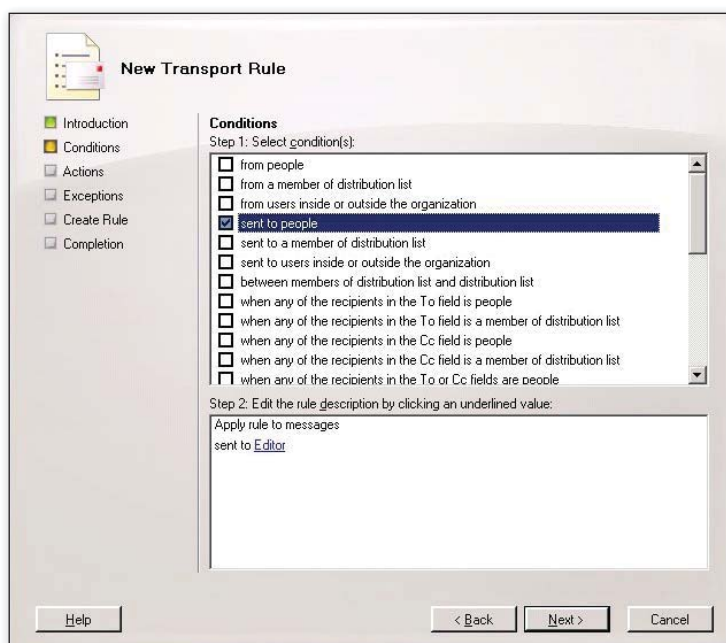 New Transport Rule
Introduction
Conditions
Actions
Exceptions
Create Rule
Completion
Conditions
Step 1: Select condition(s):
from people
from a member of distribution list
from users inside or outside the organization
sent to people
sent to a member of distribution list
sent to users inside or outside the organization
between members of distribution list and distribution list
when any of the recipients in the To field is people
when any of the recipients in the To field is a member of distribution list
when any of the recipients in the Cc field is people
when any of the recipients in the Cc field is a member of distribution list
when any of the recipients in the To or Cc fields are people
Step 2: Edit the rule description by clicking an underlined value:
Apply rule to messages
sent to Editor
Help
< Back
Next >
Cancel